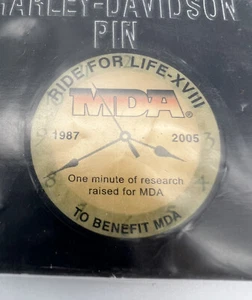 HARLEY-DAVIDSON
PIN
RIDE FOR LIFE-XVIII
MDA®
1987
2005
One minute of research
raised for MDA
TO BENEFIT MDA